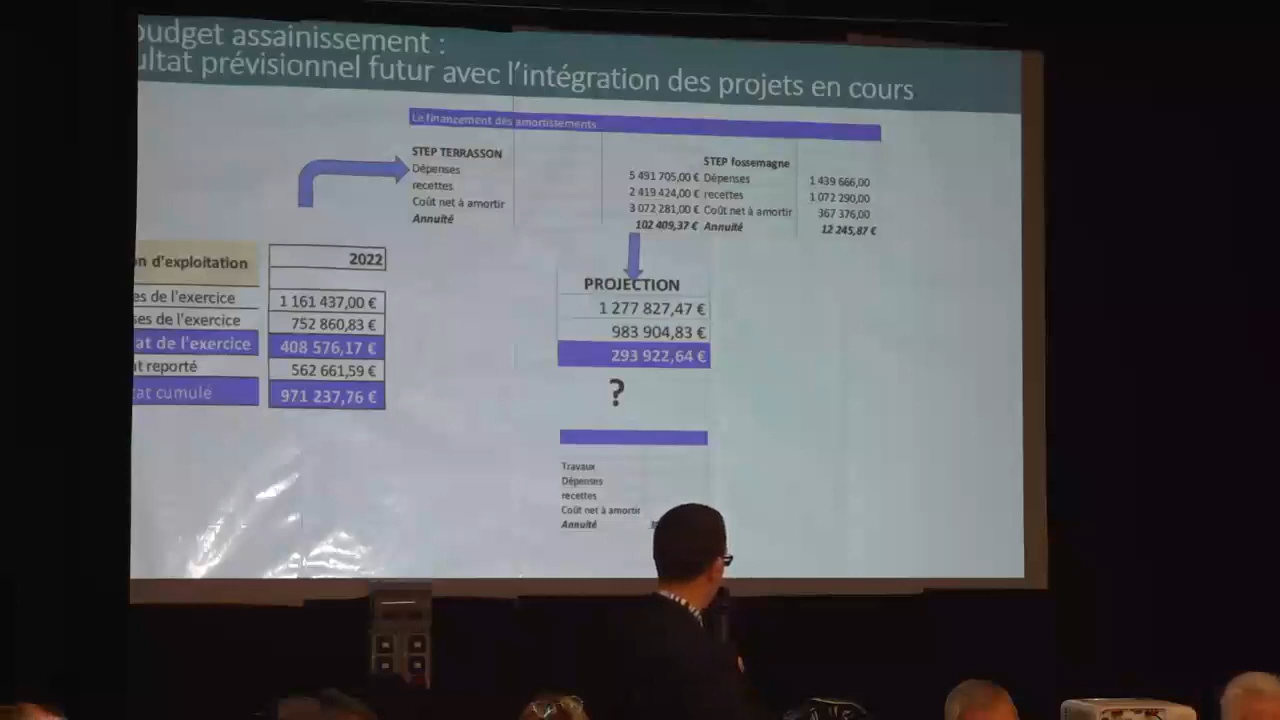 budget assainissement :
ultat prévisionnel futur avec l'intégration des projets en cours
Le financement des amortissements
STEP TERRASSON
Dépenses
recettes
Coût net à amortir
Annuité
5 491 705,00 €
2 419 424,00 €
3 072 281,00 €
102 409,37 €
STEP fossemagne
Dépenses 1 439 666,00
recettes 1 072 290,00
Coût net à amortir 367 376,00
Annuité 12 245,87 €
n d'exploitation 2022
es de l'exercice 1 161 437,00 €
ses de l'exercice 752 860,83 €
at de l'exercice 408 576,17 €
t reporté 562 661,59 €
tat cumulé 971 237,76 €
PROJECTION
1 277 827,47 €
983 904,83 €
293 922,64 €
?
Travaux
Dépenses
recettes
Coût net à amortir
Annuité